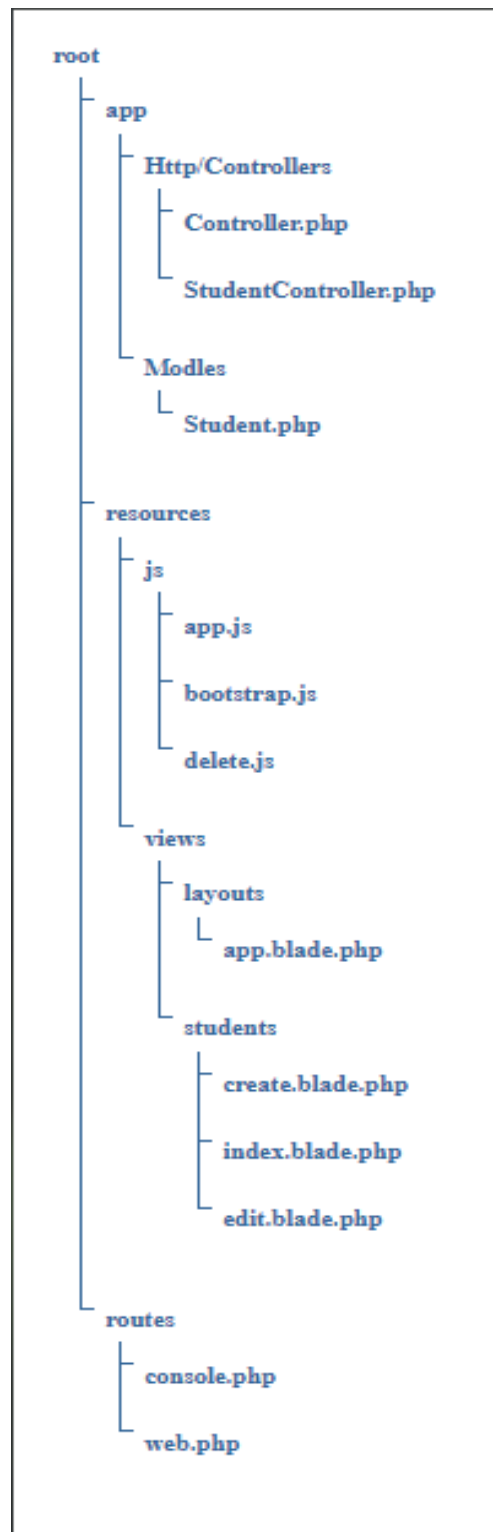 root
app
Http/Controllers
Controller.php
StudentController.php
Modles
Student.php
resources
js
app.js
bootstrap.js
delete.js
views
layouts
app.blade.php
students
create.blade.php
index.blade.php
edit.blade.php
routes
console.php
web.php